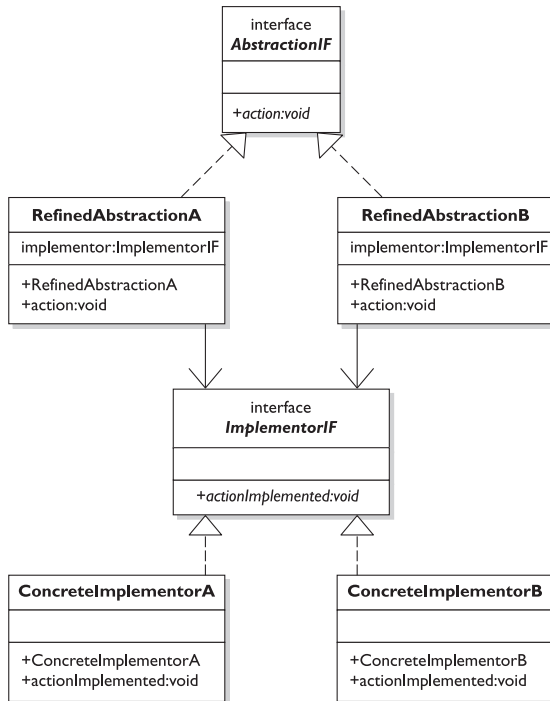 interface
AbstractionIF
+action:void
RefinedAbstractionA
implementor:ImplementorIF
+RefinedAbstractionA
+action:void
RefinedAbstractionB
implementor:ImplementorIF
+RefinedAbstractionB
+action:void
interface
ImplementorIF
+actionImplemented:void
ConcreteImplementorA
+ConcreteImplementorA
+actionImplemented:void
ConcreteImplementorB
+ConcreteImplementorB
+actionImplemented:void